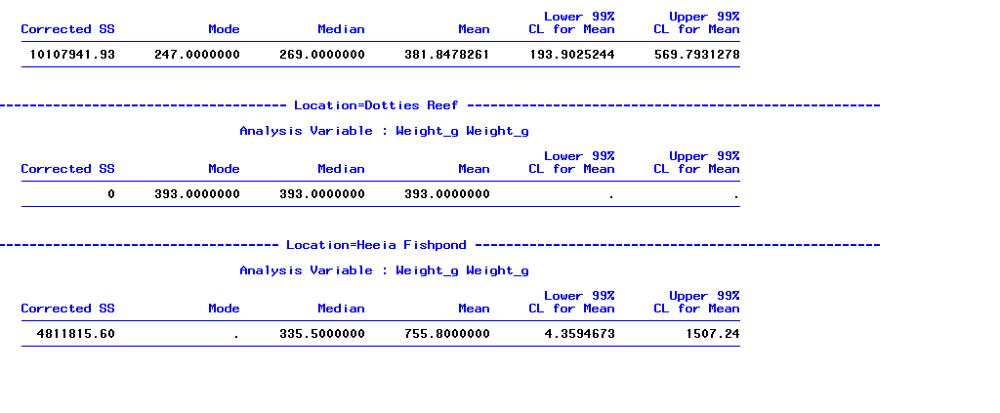 Lower 99% Upper 99%
Corrected SS Mode Median Mean CL for Mean CL for Mean
10107941.93 247.0000000 269.0000000 381.8478261 193.9025244 569.7931278
Location=Dotties Reef
Analysis Variable : Weight_g Weight_g
Lower 99% Upper 99%
Corrected SS Mode Median Mean CL for Mean CL for Mean
0 393.0000000 393.0000000 393.0000000 . .
Location=Heeia Fishpond
Analysis Variable : Weight_g Weight_g
Lower 99% Upper 99%
Corrected SS Mode Median Mean CL for Mean CL for Mean
4811815.60 . 335.5000000 755.8000000 4.3594673 1507.24